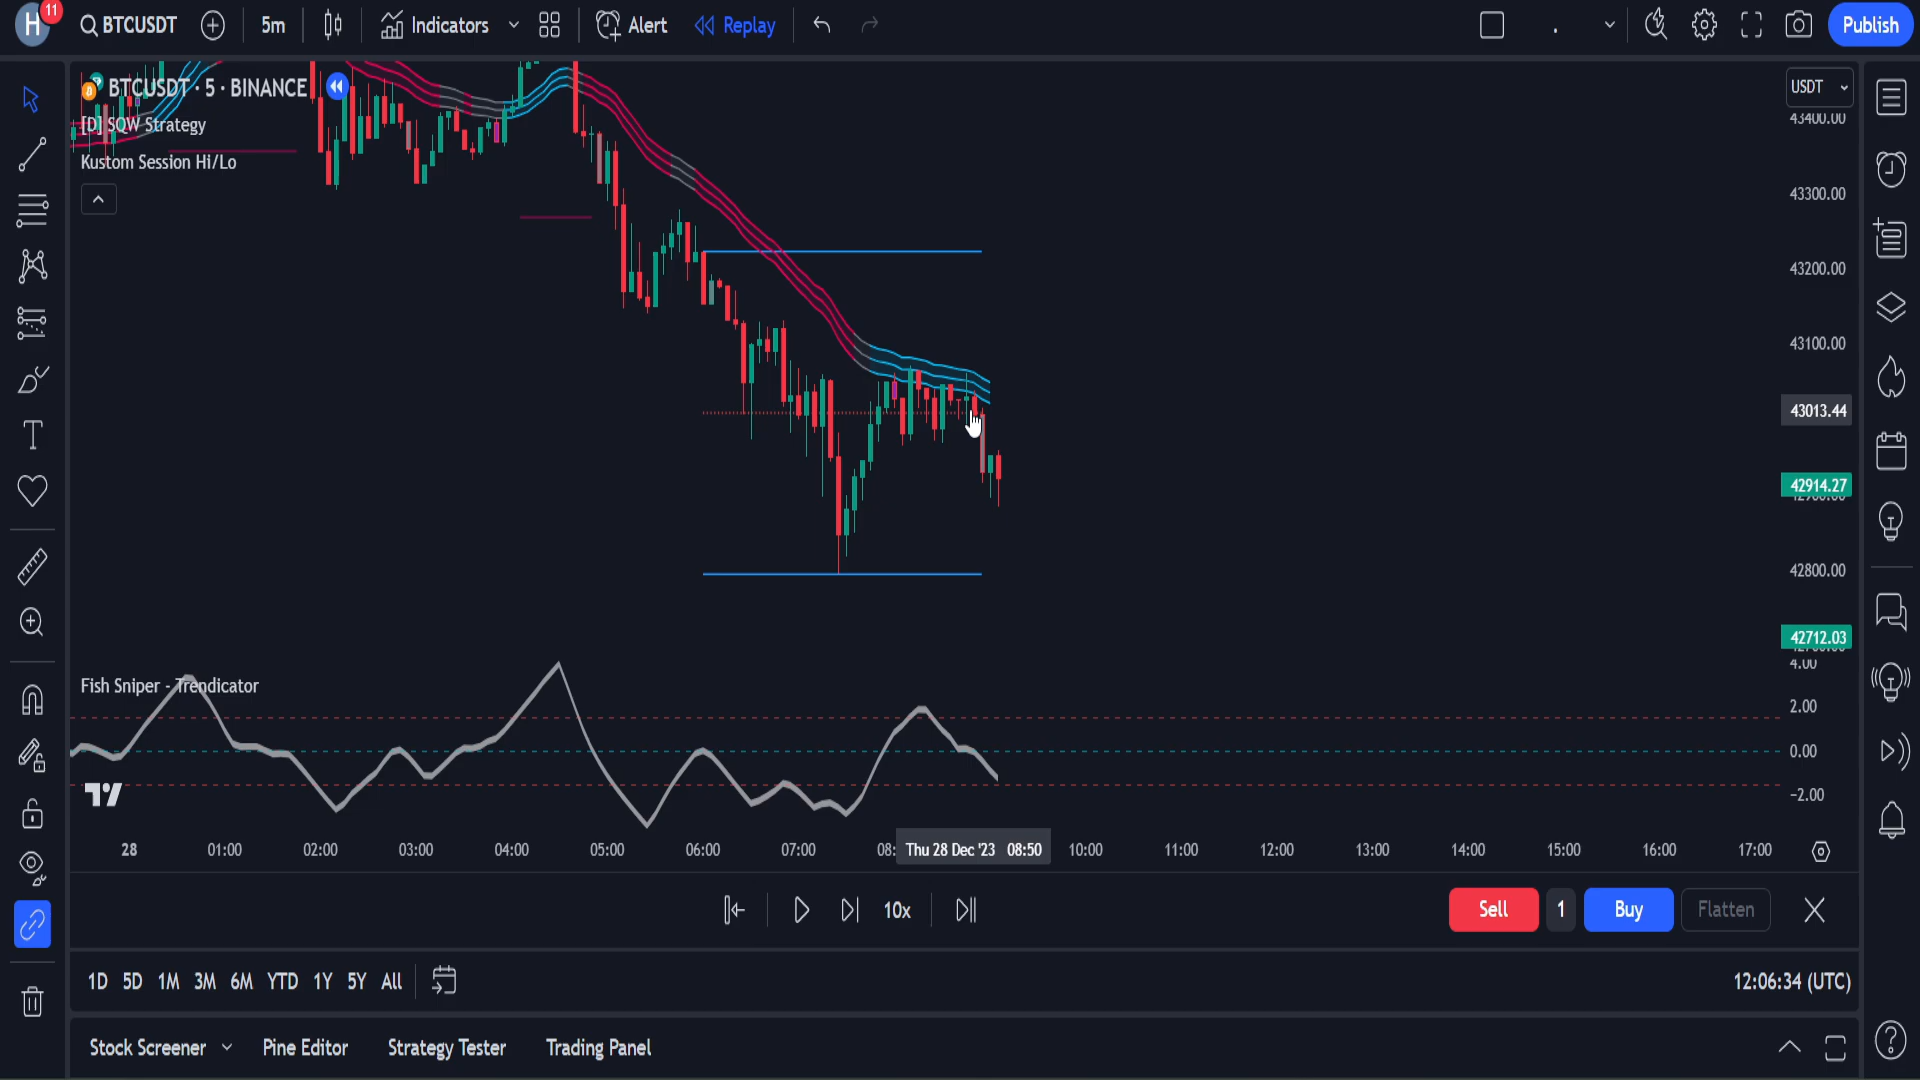 H 11 BTCUSDT 5m Indicators Alert Replay Publish
BTCUSDT · 5 · BINANCE
[D] SQW Strategy
Kustom Session Hi/Lo
USDT
43400.00
43300.00
43200.00
43100.00
43013.44
42914.27
42800.00
42712.03
Fish Sniper - Trendicator
4.00
2.00
0.00
−2.00
28 01:00 02:00 03:00 04:00 05:00 06:00 07:00 08: Thu 28 Dec '23 08:50 10:00 11:00 12:00 13:00 14:00 15:00 16:00 17:00
10x Sell 1 Buy Flatten
1D 5D 1M 3M 6M YTD 1Y 5Y All 12:06:34 (UTC)
Stock Screener Pine Editor Strategy Tester Trading Panel